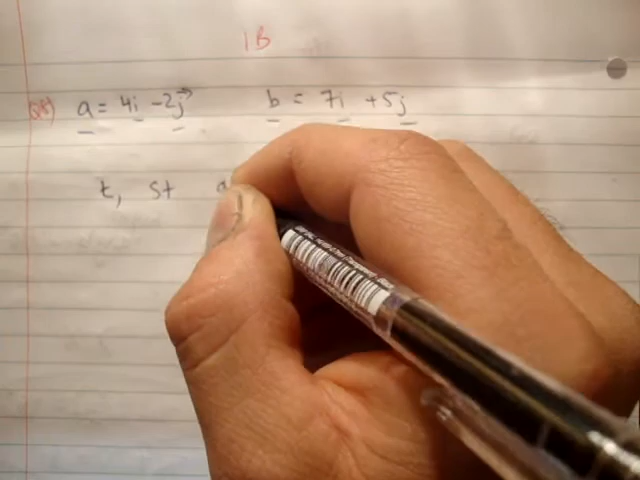 1B
a = 4i - 2j b = 7i + 5j
t, st a